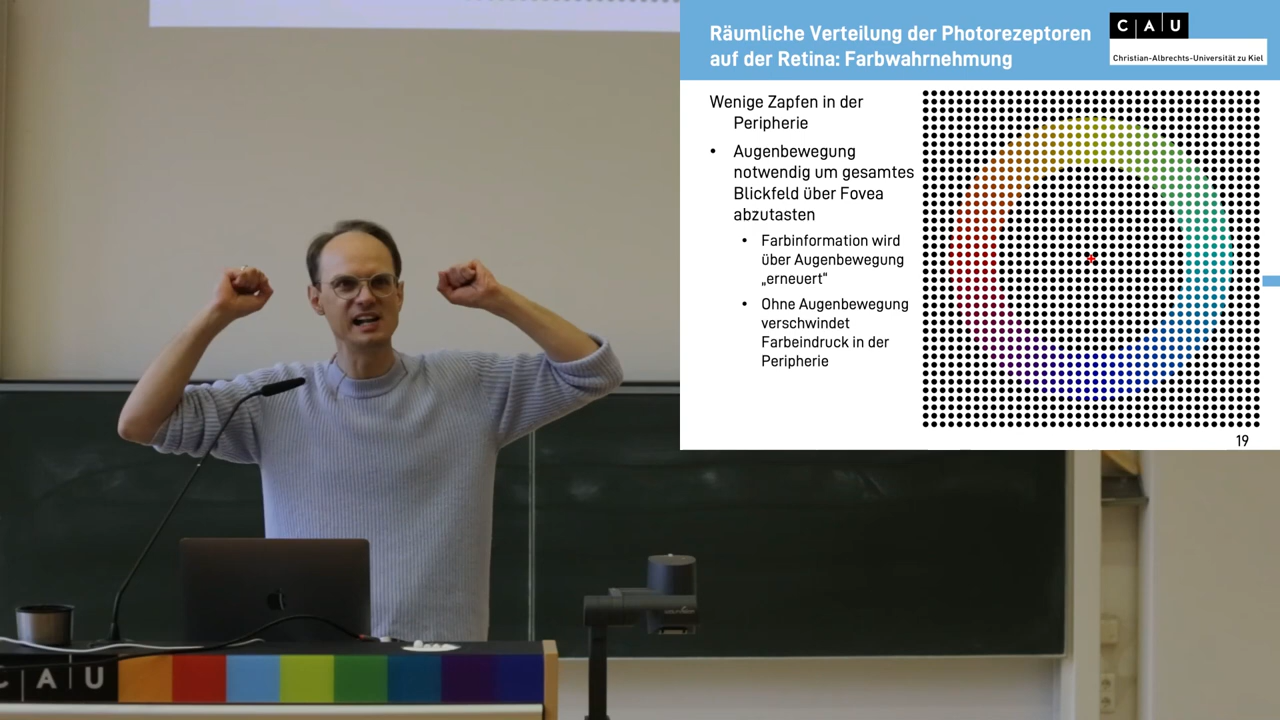 Räumliche Verteilung der Photorezeptoren
auf der Retina: Farbwahrnehmung
C A U
Christian-Albrechts-Universität zu Kiel
Wenige Zapfen in der
Peripherie
• Augenbewegung
notwendig um gesamtes
Blickfeld über Fovea
abzutasten
• Farbinformation wird
über Augenbewegung
„erneuert“
• Ohne Augenbewegung
verschwindet
Farbeindruck in der
Peripherie
19
C A U